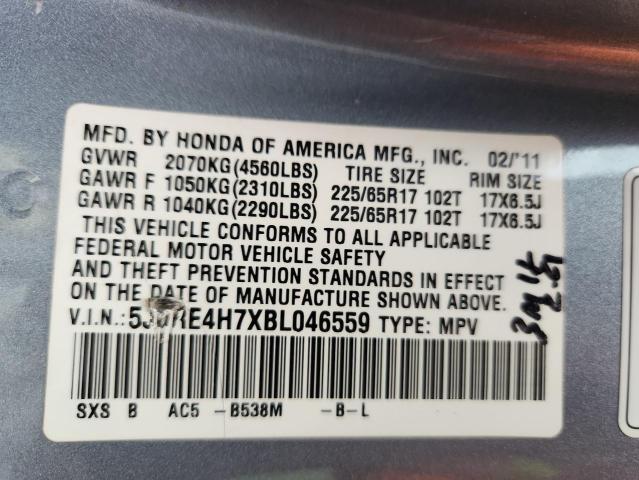 MFD. BY HONDA OF AMERICA MFG., INC. 02/'11
GVWR 2070KG(4560LBS) TIRE SIZE RIM SIZE
GAWR F 1050KG(2310LBS) 225/65R17 102T 17X6.5J
GAWR R 1040KG(2290LBS) 225/65R17 102T 17X6.5J
THIS VEHICLE CONFORMS TO ALL APPLICABLE
FEDERAL MOTOR VEHICLE SAFETY
AND THEFT PREVENTION STANDARDS IN EFFECT
ON THE DATE OF MANUFACTURE SHOWN ABOVE.
V.I.N.: TYPE: MPV
SXS B AC5 -B538M -B-L